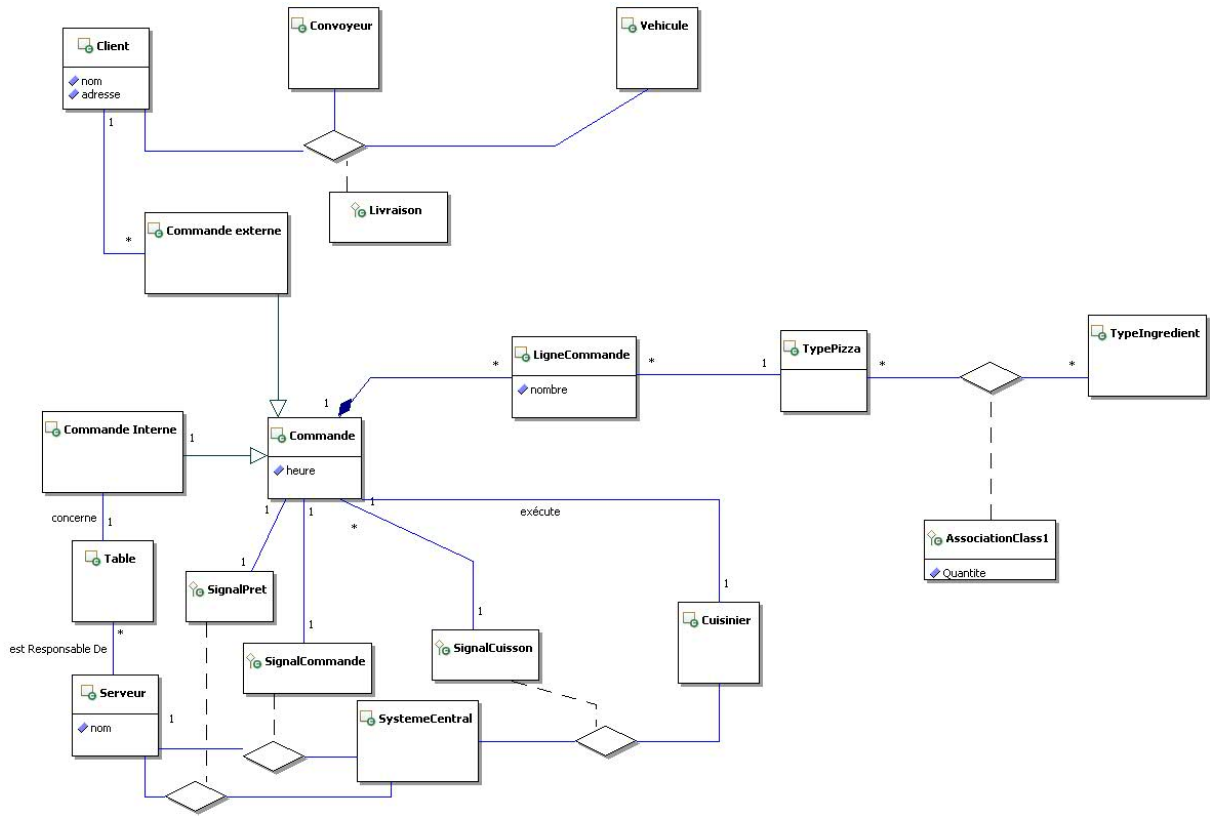 Convoyeur
Vehicule
Client
nom
adresse
1
Livraison
Commande externe
*
TypeIngredient
LigneCommande
nombre
TypePizza
*
*
1
*
*
1
Commande Interne
1
Commande
heure
concerne
1
1
1
1
*
exécute
AssociationClass1
Quantite
Table
1
SignalPret
1
1
1
Cuisinier
*
est Responsable De
SignalCommande
SignalCuisson
Serveur
nom
1
SystemeCentral